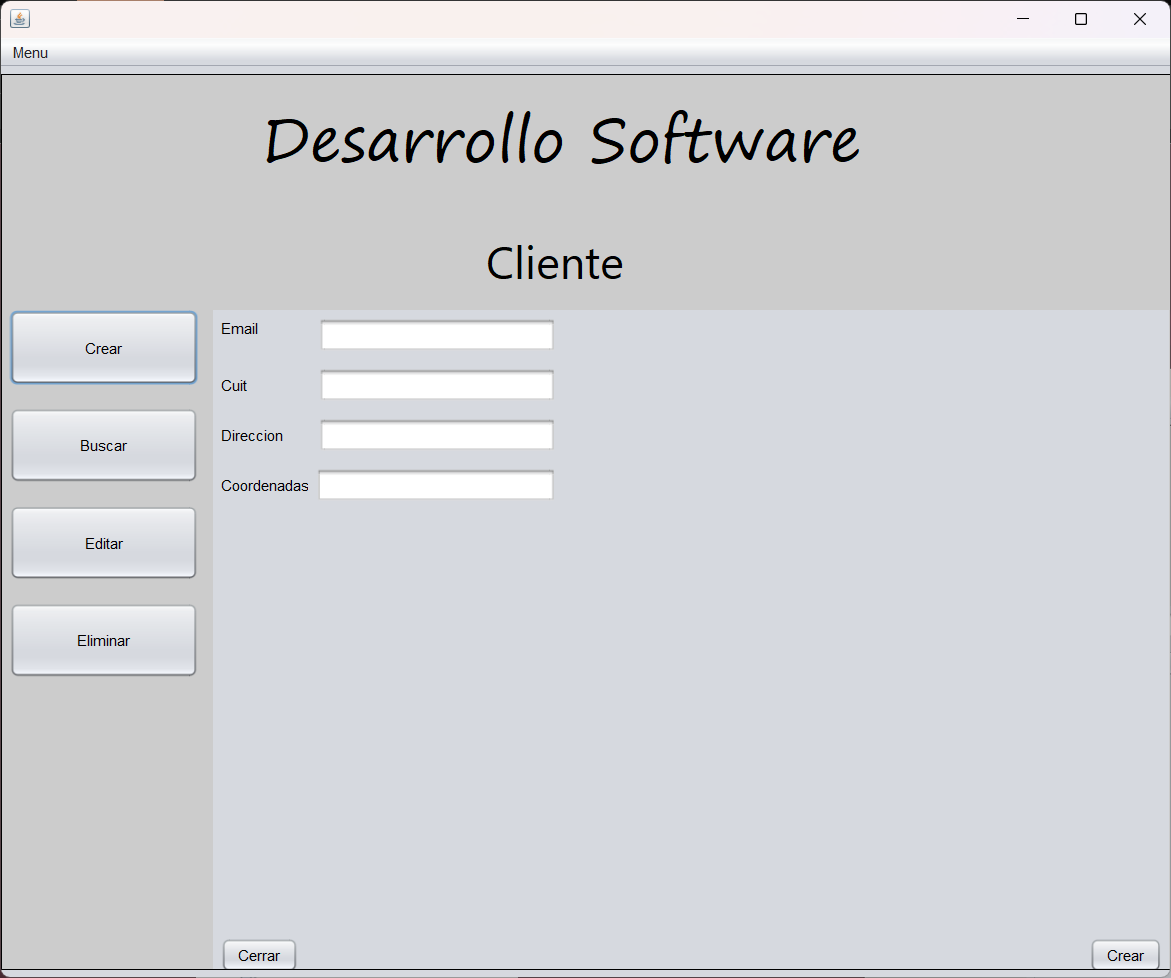 Menu
Desarrollo Software
Cliente
Crear
Buscar
Editar
Eliminar
Email
Cuit
Direccion
Coordenadas
Cerrar
Crear